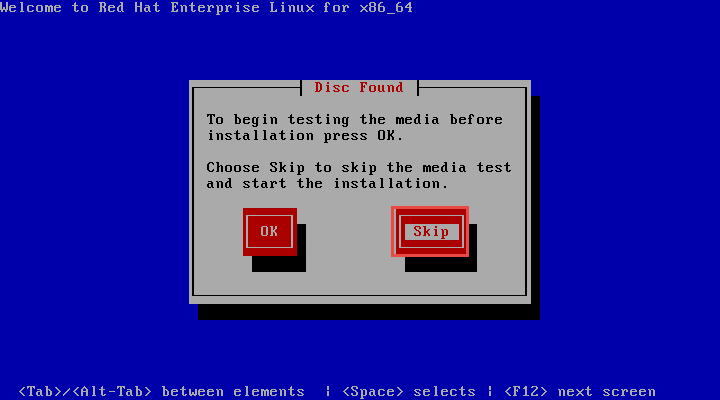 Welcome to Red Hat Enterprise Linux for x86_64
Disc Found
To begin testing the media before
installation press OK.
Choose Skip to skip the media test
and start the installation.
OK
Skip
<Tab>/<Alt-Tab> between elements  | <Space> selects | <F12> next screen